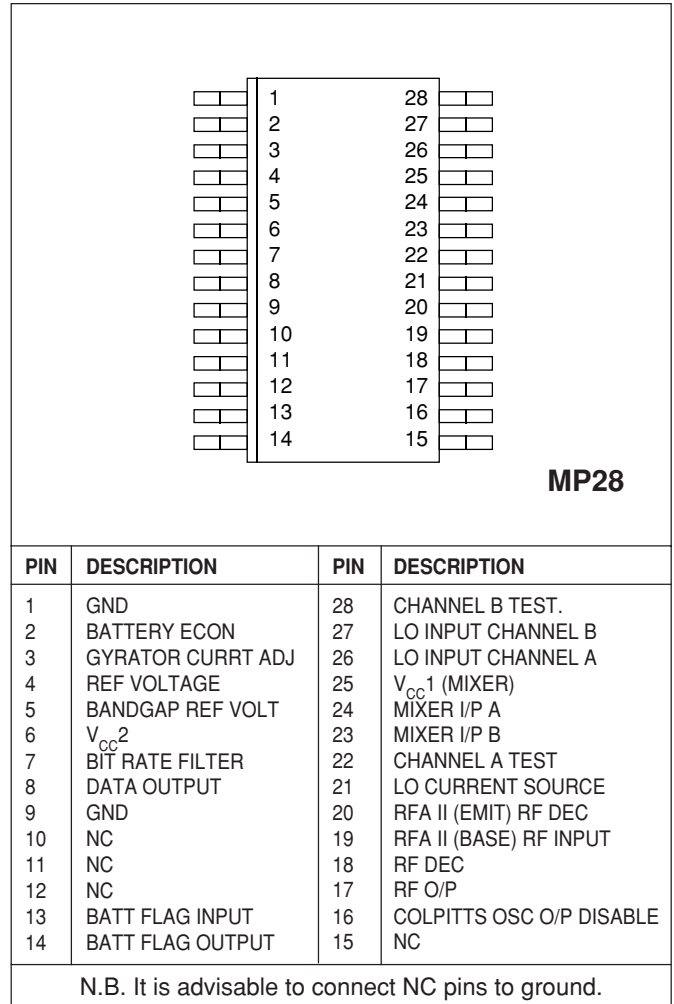 1 28
2 27
3 26
4 25
5 24
6 23
7 22
8 21
9 20
10 19
11 18
12 17
13 16
14 15
MP28
PIN DESCRIPTION PIN DESCRIPTION
1 GND 28 CHANNEL B TEST.
2 BATTERY ECON 27 LO INPUT CHANNEL B
3 GYRATOR CURRT ADJ 26 LO INPUT CHANNEL A
4 REF VOLTAGE 25 VCC1 (MIXER)
5 BANDGAP REF VOLT 24 MIXER I/P A
6 VCC2 23 MIXER I/P B
7 BIT RATE FILTER 22 CHANNEL A TEST
8 DATA OUTPUT 21 LO CURRENT SOURCE
9 GND 20 RFA II (EMIT) RF DEC
10 NC 19 RFA II (BASE) RF INPUT
11 NC 18 RF DEC
12 NC 17 RF O/P
13 BATT FLAG INPUT 16 COLPITTS OSC O/P DISABLE
14 BATT FLAG OUTPUT 15 NC
N.B. It is advisable to connect NC pins to ground.